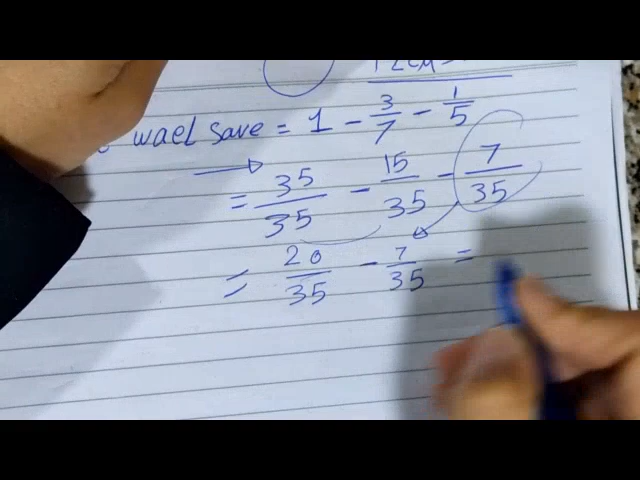 wael save = 1 - 3/7 - 1/5
= 35/35 - 15/35 - 7/35
= 20/35 - 7/35 =